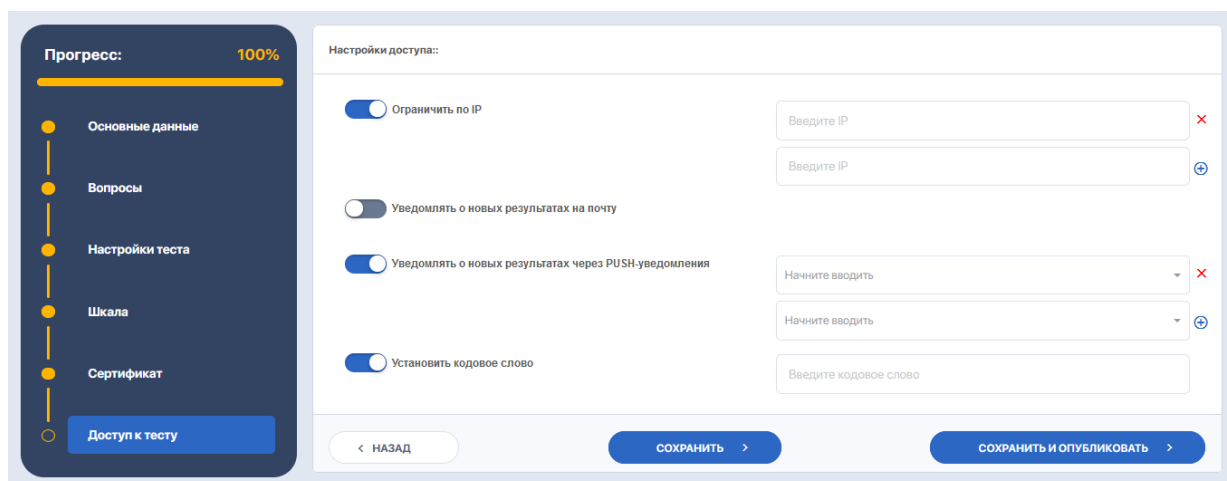 Прогресс: 100%
Основные данные
Вопросы
Настройки теста
Шкала
Сертификат
Доступ к тесту
Настройки доступа::
Ограничить по IP
Введите IP
Введите IP
Уведомлять о новых результатах на почту
Уведомлять о новых результатах через PUSH-уведомления
Начните вводить
Начните вводить
Установить кодовое слово
Введите кодовое слово
НАЗАД
СОХРАНИТЬ
СОХРАНИТЬ И ОПУБЛИКОВАТЬ